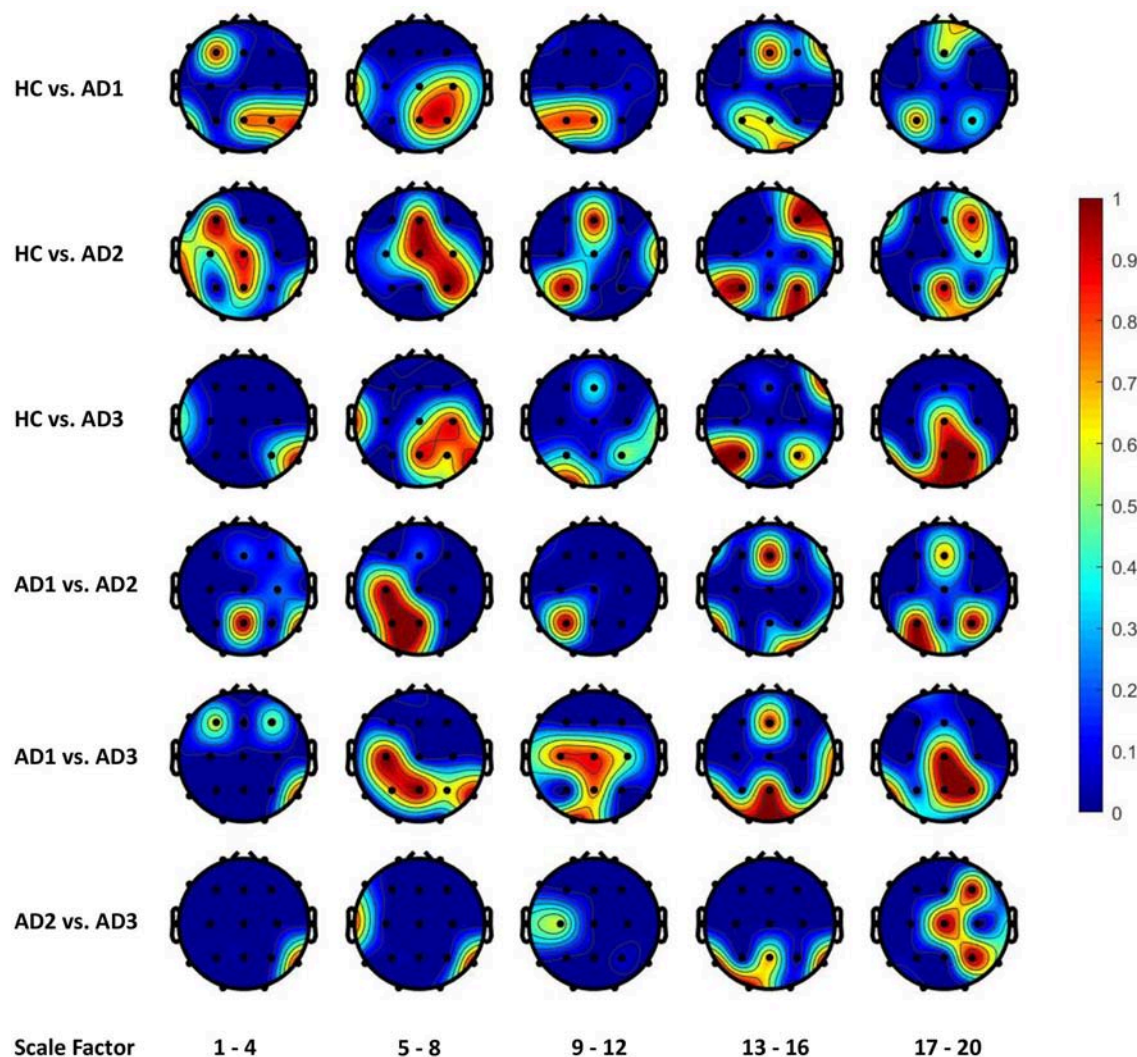 HC vs. AD1
HC vs. AD2
HC vs. AD3
AD1 vs. AD2
AD1 vs. AD3
AD2 vs. AD3
Scale Factor 1 - 4 5 - 8 9 - 12 13 - 16 17 - 20
1
0.9
0.8
0.7
0.6
0.5
0.4
0.3
0.2
0.1
0